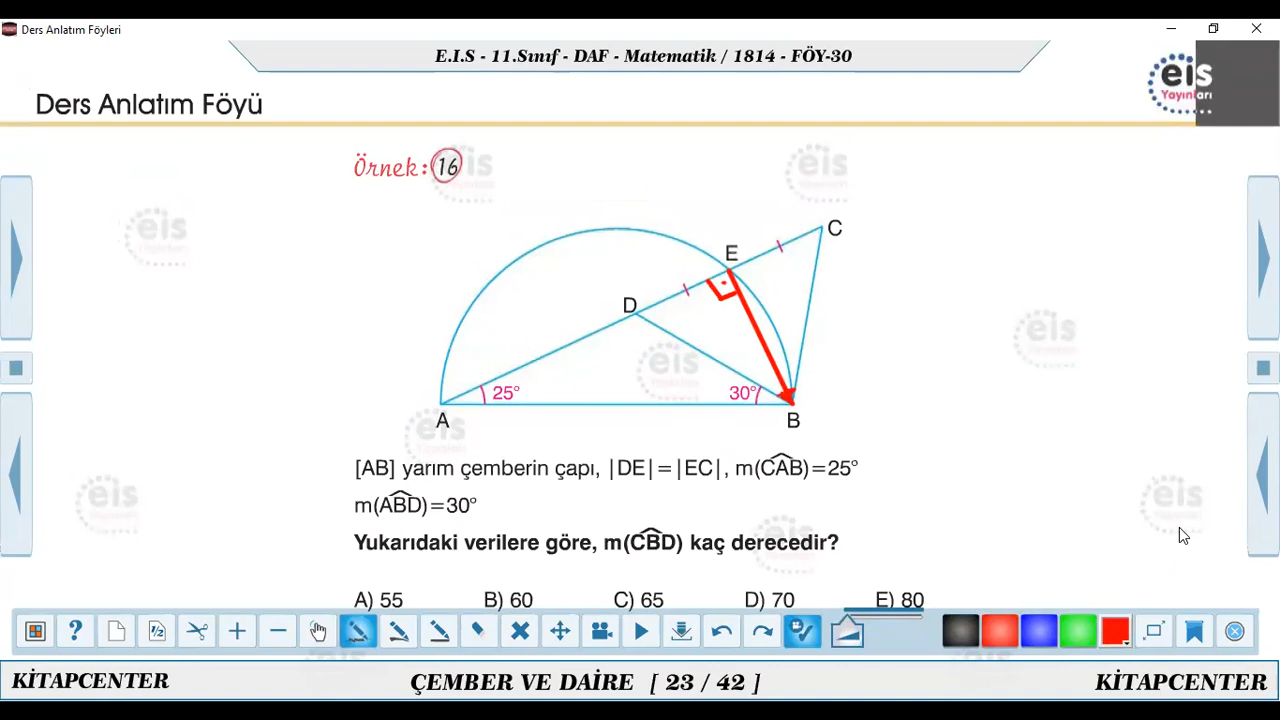 Ders Anlatım Föyleri
E.I.S - 11.Sınıf - DAF - Matematik / 1814 - FÖY-30
eis
Yayınları
Ders Anlatım Föyü
Örnek: 16
C
E
D
25°
30°
A
B
[AB] yarım çemberin çapı, |DE|=|EC|, m(CAB)=25°
m(ABD)=30°
Yukarıdaki verilere göre, m(CBD) kaç derecedir?
A) 55 B) 60 C) 65 D) 70 E) 80
KİTAPCENTER ÇEMBER VE DAİRE [ 23 / 42 ] KİTAPCENTER